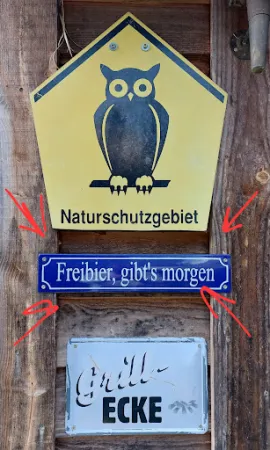 Naturschutzgebiet
Freibier, gibt's morgen
Grill
ECKE